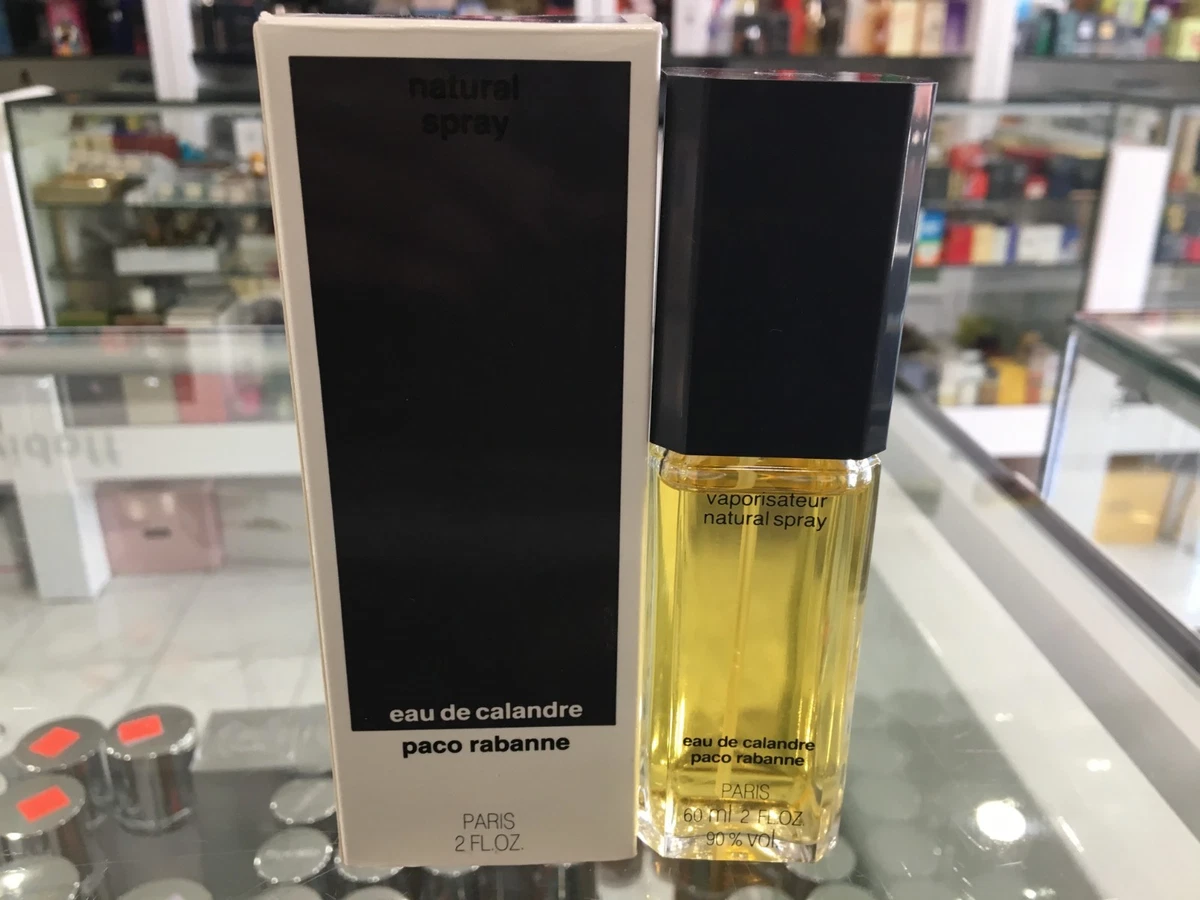 natural
spray
eau de calandre
paco rabanne
PARIS
2 FL.OZ.
vaporisateur
natural spray
eau de calandre
paco rabanne
PARIS
60 ml 2 FL.OZ.
90 % vol.